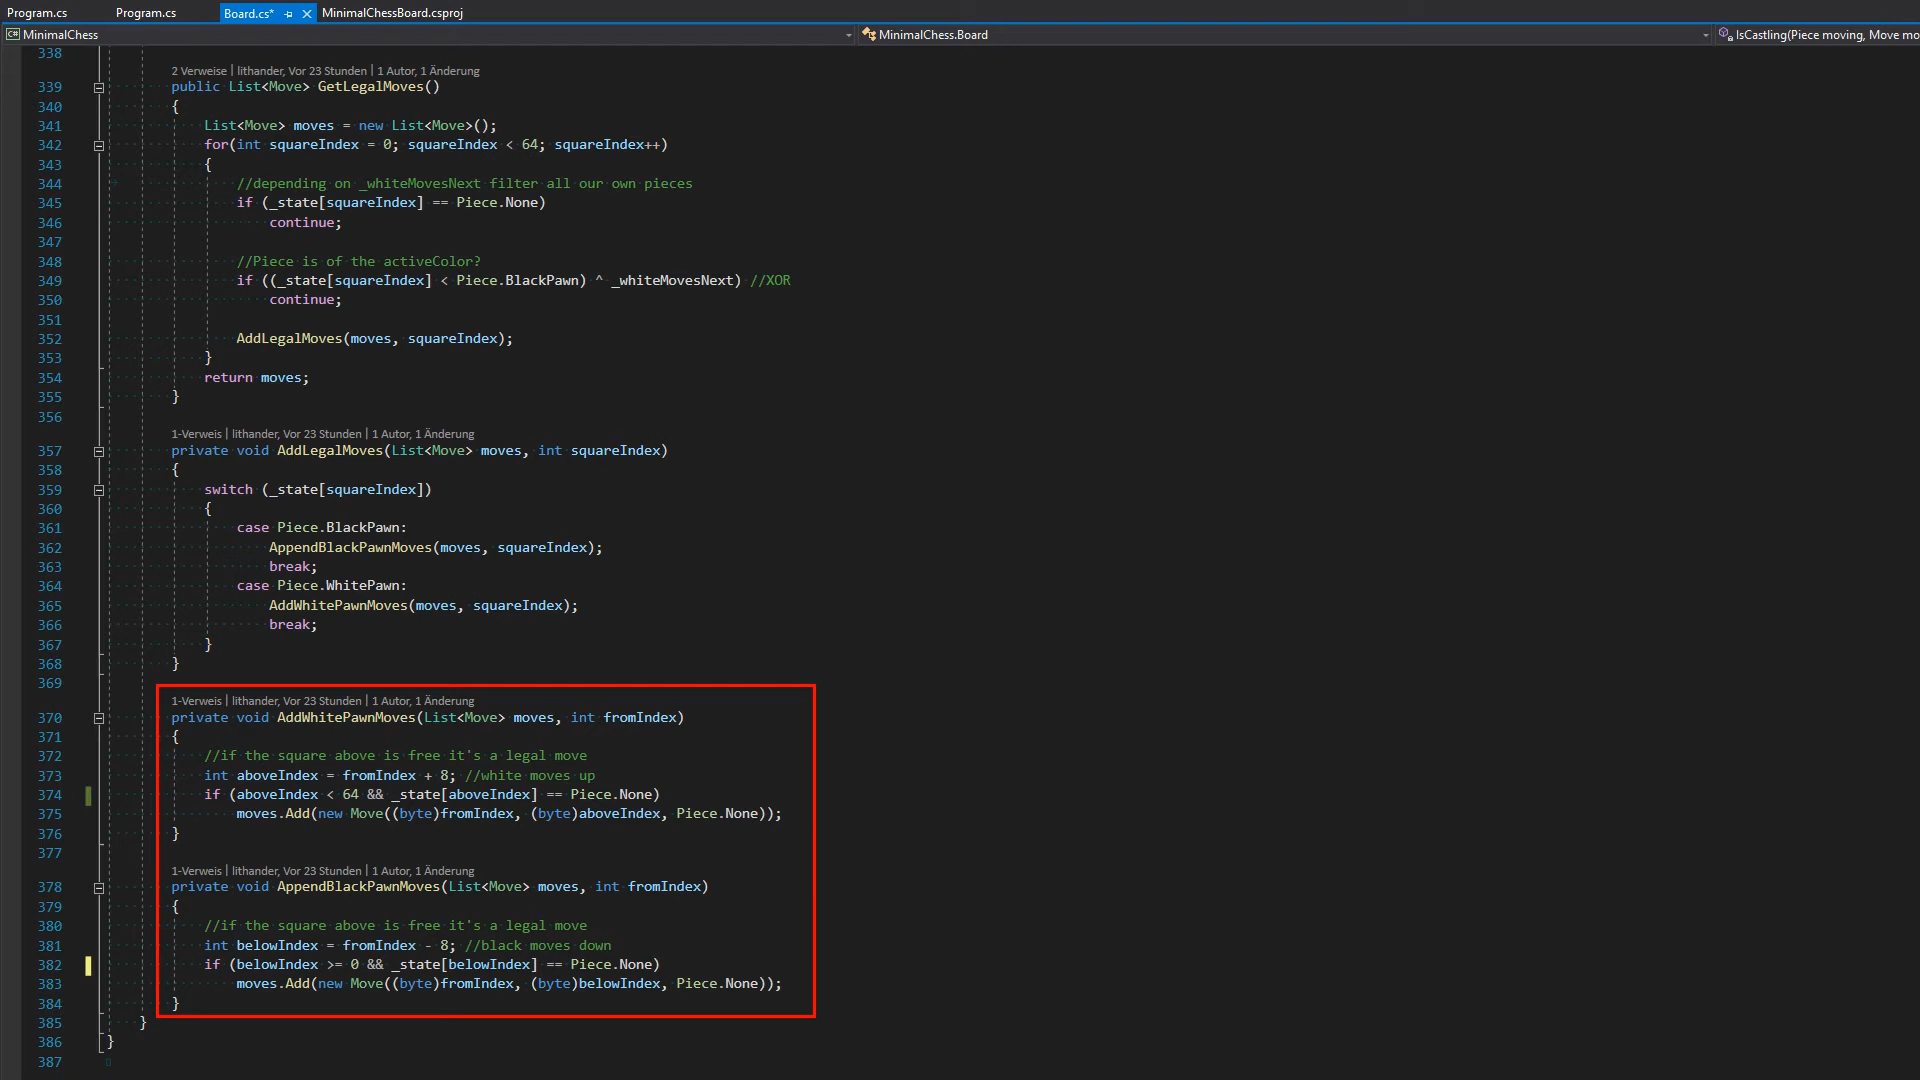 Program.cs Program.cs Board.cs* MinimalChessBoard.csproj
C# MinimalChess MinimalChess.Board IsCastling(Piece moving, Move mo
338
2 Verweise | lithander, Vor 23 Stunden | 1 Autor, 1 Änderung
339 public List<Move> GetLegalMoves()
340 {
341 List<Move> moves = new List<Move>();
342 for(int squareIndex = 0; squareIndex < 64; squareIndex++)
343 {
344 //depending on _whiteMovesNext filter all our own pieces
345 if (_state[squareIndex] == Piece.None)
346 continue;
347
348 //Piece is of the activeColor?
349 if ((_state[squareIndex] < Piece.BlackPawn) ^ _whiteMovesNext) //XOR
350 continue;
351
352 AddLegalMoves(moves, squareIndex);
353 }
354 return moves;
355 }
356
1-Verweis | lithander, Vor 23 Stunden | 1 Autor, 1 Änderung
357 private void AddLegalMoves(List<Move> moves, int squareIndex)
358 {
359 switch (_state[squareIndex])
360 {
361 case Piece.BlackPawn:
362 AppendBlackPawnMoves(moves, squareIndex);
363 break;
364 case Piece.WhitePawn:
365 AddWhitePawnMoves(moves, squareIndex);
366 break;
367 }
368 }
369
1-Verweis | lithander, Vor 23 Stunden | 1 Autor, 1 Änderung
370 private void AddWhitePawnMoves(List<Move> moves, int fromIndex)
371 {
372 //if the square above is free it's a legal move
373 int aboveIndex = fromIndex + 8; //white moves up
374 if (aboveIndex < 64 && _state[aboveIndex] == Piece.None)
375 moves.Add(new Move((byte)fromIndex, (byte)aboveIndex, Piece.None));
376 }
377
1-Verweis | lithander, Vor 23 Stunden | 1 Autor, 1 Änderung
378 private void AppendBlackPawnMoves(List<Move> moves, int fromIndex)
379 {
380 //if the square above is free it's a legal move
381 int belowIndex = fromIndex - 8; //black moves down
382 if (belowIndex >= 0 && _state[belowIndex] == Piece.None)
383 moves.Add(new Move((byte)fromIndex, (byte)belowIndex, Piece.None));
384 }
385 }
386 }
387